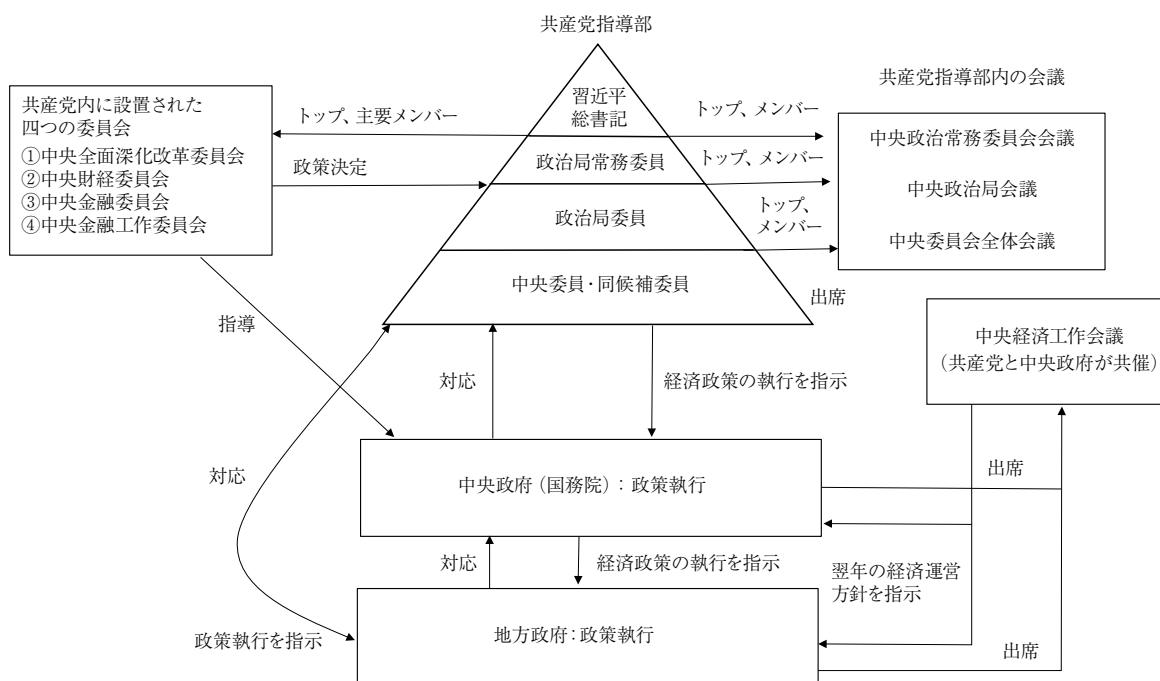 共産党指導部
共産党指導部内の会議
共産党内に設置された
四つの委員会
①中央全面深化改革委員会
②中央財経委員会
③中央金融委員会
④中央金融工作委員会
トップ、主要メンバー
政策決定
習近平
総書記
政治局常務委員
政治局委員
中央委員・同候補委員
トップ、メンバー
トップ、メンバー
トップ、
メンバー
中央政治常務委員会会議
中央政治局会議
中央委員会全体会議
出席
指導
対応
経済政策の執行を指示
中央経済工作会議
(共産党と中央政府が共催)
対応
中央政府(国務院):政策執行
出席
対応
経済政策の執行を指示
翌年の経済運営
方針を指示
政策執行を指示
地方政府:政策執行
出席